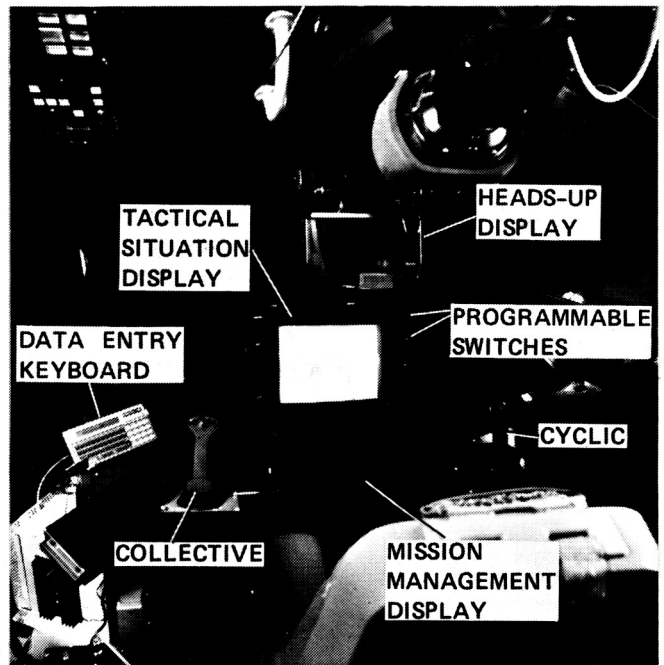 HEADS-UP
DISPLAY
TACTICAL
SITUATION
DISPLAY
PROGRAMMABLE
SWITCHES
DATA ENTRY
KEYBOARD
CYCLIC
COLLECTIVE
MISSION
MANAGEMENT
DISPLAY